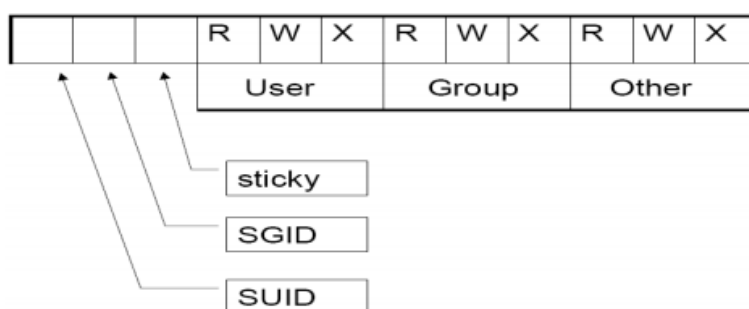 R W X R W X R W X
User Group Other
sticky
SGID
SUID